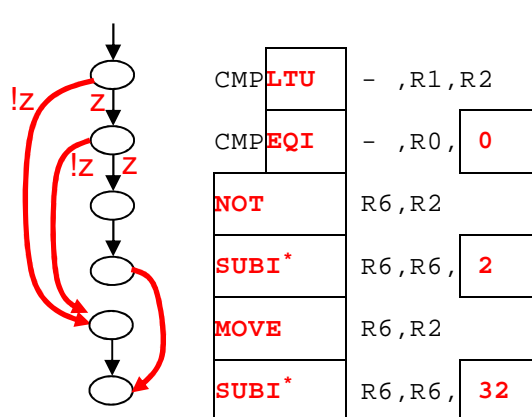 CMPLTU - ,R1,R2
!z z
CMPEQI - ,R0, 0
!z z
NOT R6,R2
SUBI* R6,R6, 2
MOVE R6,R2
SUBI* R6,R6, 32